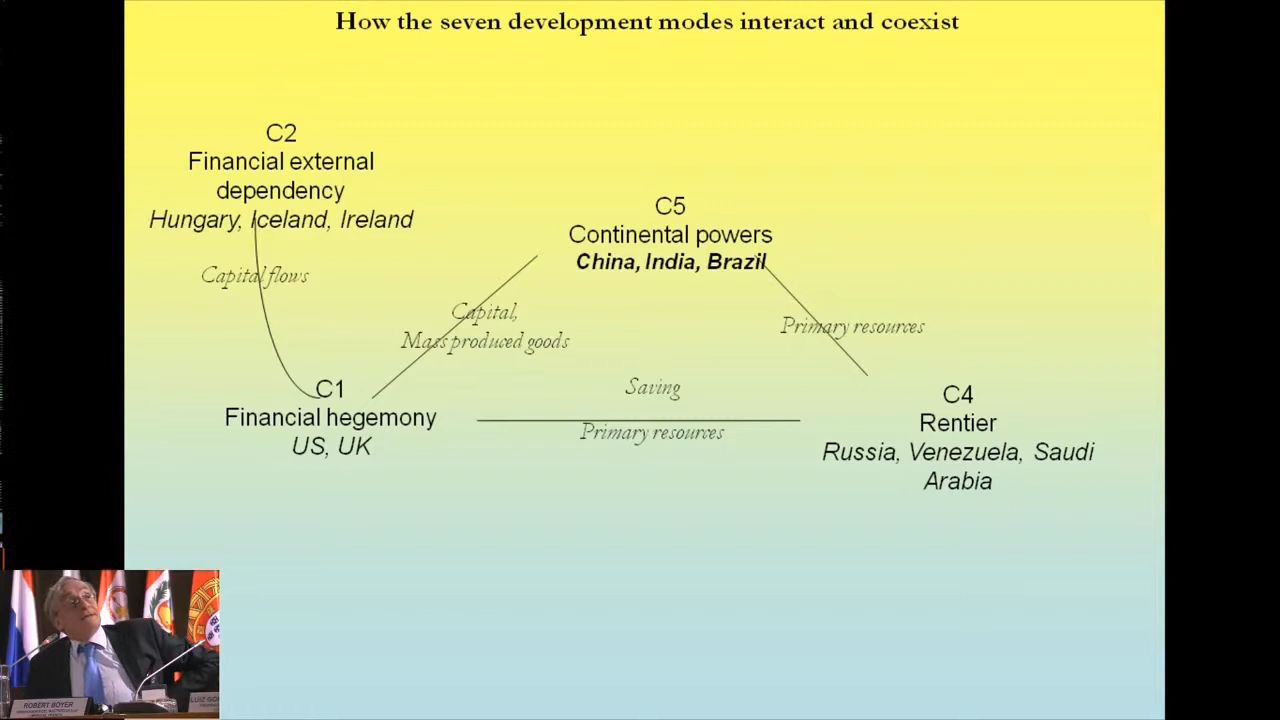 How the seven development modes interact and coexist
C2
Financial external
dependency
Hungary, Iceland, Ireland
C5
Continental powers
China, India, Brazil
Capital flows
Capital,
Mass produced goods
Primary resources
C1
Financial hegemony
US, UK
Saving
Primary resources
C4
Rentier
Russia, Venezuela, Saudi
Arabia
ROBERT BOYER